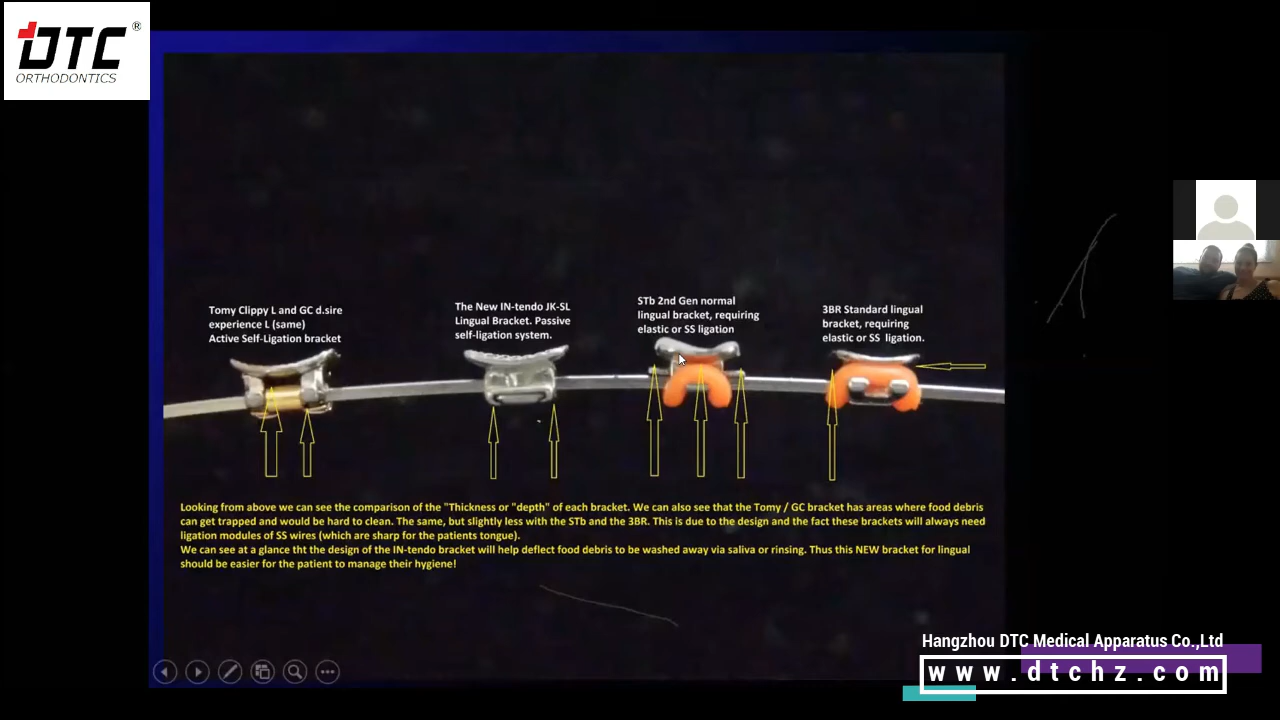 DTC®
ORTHODONTICS
Tomy Clippy L and GC d.sire
experience L (same)
Active Self-Ligation bracket
The New IN-tendo JK-SL
Lingual Bracket. Passive
self-ligation system.
STb 2nd Gen normal
lingual bracket, requiring
elastic or SS ligation
3BR Standard lingual
bracket, requiring
elastic or SS ligation.
Looking from above we can see the comparison of the "Thickness or "depth" of each bracket. We can also see that the Tomy / GC bracket has areas where food debris
can get trapped and would be hard to clean. The same, but slightly less with the STb and the 3BR. This is due to the design and the fact these brackets will always need
ligation modules of SS wires (which are sharp for the patients tongue).
We can see at a glance tht the design of the IN-tendo bracket will help deflect food debris to be washed away via saliva or rinsing. Thus this NEW bracket for lingual
should be easier for the patient to manage their hygiene!
Hangzhou DTC Medical Apparatus Co.,Ltd
www.dtchz.com